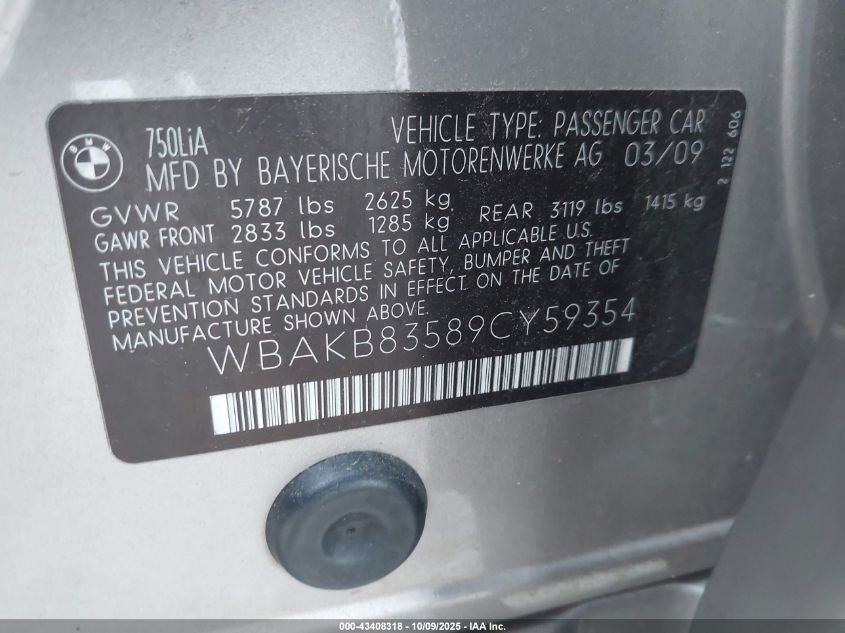 BMW
750LiA VEHICLE TYPE: PASSENGER CAR
MFD BY BAYERISCHE MOTORENWERKE AG 03/09
GVWR 5787 lbs 2625 kg
GAWR FRONT 2833 lbs 1285 kg REAR 3119 lbs 1415 kg
THIS VEHICLE CONFORMS TO ALL APPLICABLE U.S.
FEDERAL MOTOR VEHICLE SAFETY, BUMPER AND THEFT
PREVENTION STANDARDS IN EFFECT ON THE DATE OF
MANUFACTURE SHOWN ABOVE.
WBAKB83589CY59354
2 122 606
000-43408318 - 10/09/2025 - IAA Inc.